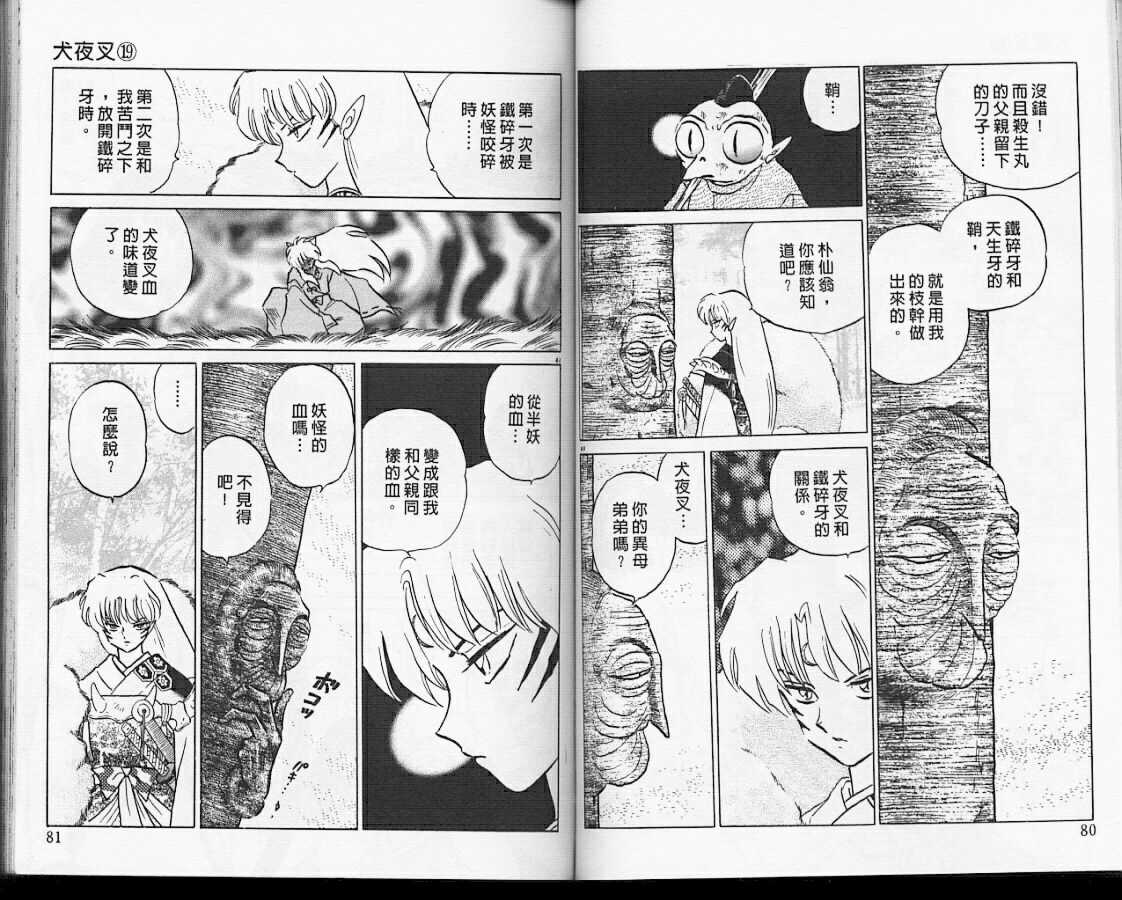 沒錯！
而且殺生丸
的父親留下
的刀子……
鐵碎牙和
天生牙的
鞘，
就是用我
的枝幹做
出來的。
鞘…
朴仙翁，
你應該知
道吧？
犬夜叉和
鐵碎牙的
關係。
犬夜叉…
你的異母
弟弟嗎？
80
犬夜叉⑲
第一次是
鐵碎牙被
妖怪咬碎
時……
第二次是和
我苦鬥之下
，放開鐵碎
牙時。
犬夜叉血
的味道變
了。
從半妖
的血…
變成跟我
和父親同
樣的血。
妖怪的
血嗎…
不見得
吧！
ボコッ
パキ…
……
怎麼說？
81